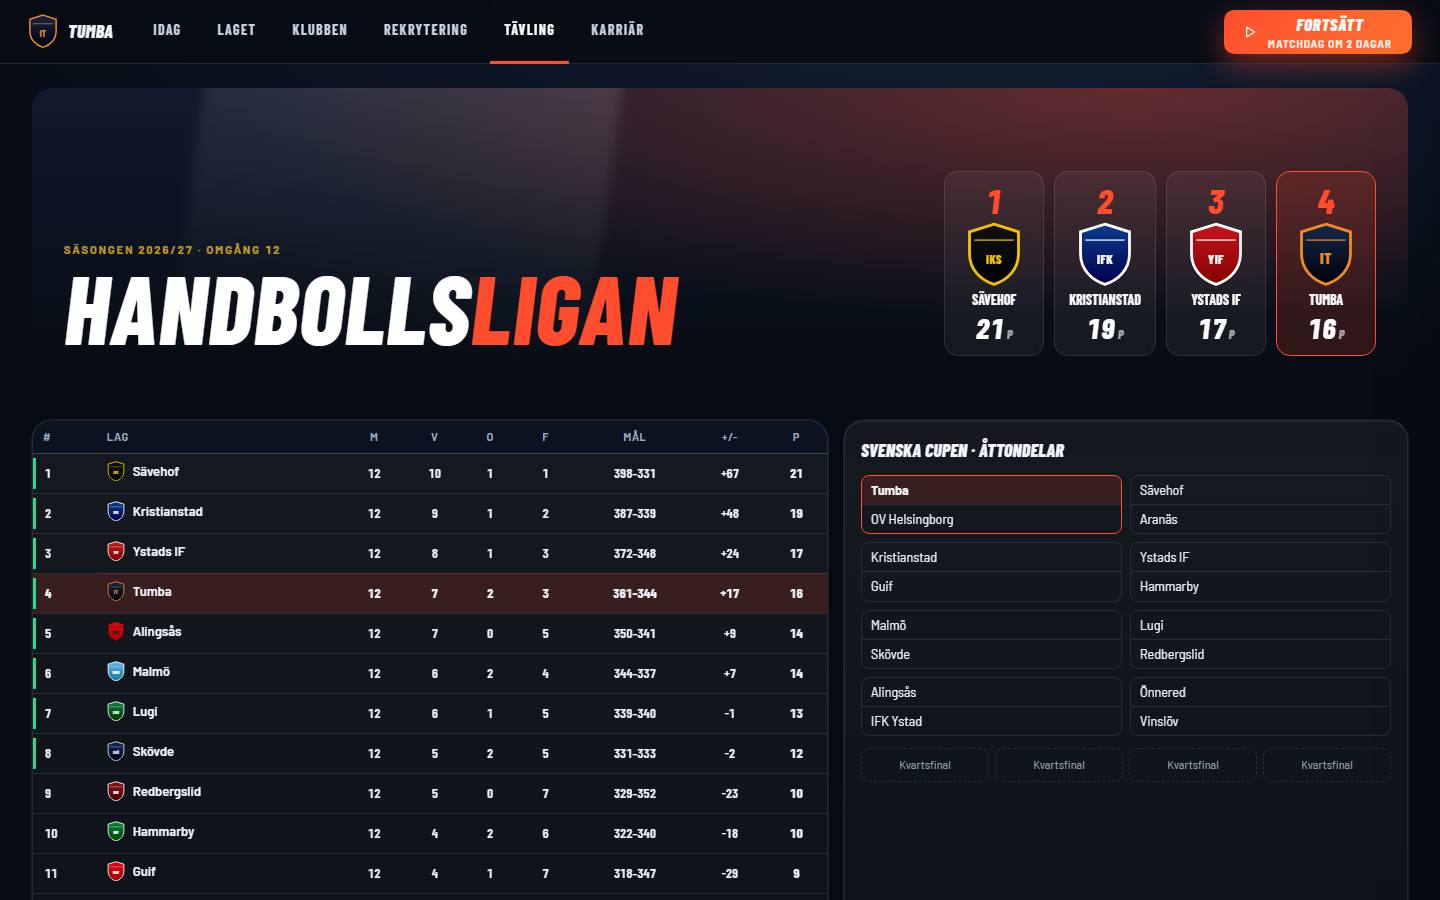 IT TUMBA IDAG LAGET KLUBBEN REKRYTERING TÄVLING KARRIÄR FORTSÄTT
MATCHDAG OM 2 DAGAR
SÄSONGEN 2026/27 · OMGÅNG 12
HANDBOLLSLIGAN
1 2 3 4
IKS IFK YIF IT
SÄVEHOF KRISTIANSTAD YSTADS IF TUMBA
21 P 19 P 17 P 16 P
# LAG M V O F MÅL +/- P
1 Sävehof 12 10 1 1 398-331 +67 21
2 Kristianstad 12 9 1 2 387-339 +48 19
3 Ystads IF 12 8 1 3 372-348 +24 17
4 Tumba 12 7 2 3 361-344 +17 16
5 Alingsås 12 7 0 5 350-341 +9 14
6 Malmö 12 6 2 4 344-337 +7 14
7 Lugi 12 6 1 5 339-340 -1 13
8 Skövde 12 5 2 5 331-333 -2 12
9 Redbergslid 12 5 0 7 329-352 -23 10
10 Hammarby 12 4 2 6 322-340 -18 10
11 Guif 12 4 1 7 318-347 -29 9
SVENSKA CUPEN · ÅTTONDELAR
Tumba
OV Helsingborg
Sävehof
Aranäs
Kristianstad
Guif
Ystads IF
Hammarby
Malmö
Skövde
Lugi
Redbergslid
Alingsås
IFK Ystad
Önnered
Vinslöv
Kvartsfinal Kvartsfinal Kvartsfinal Kvartsfinal